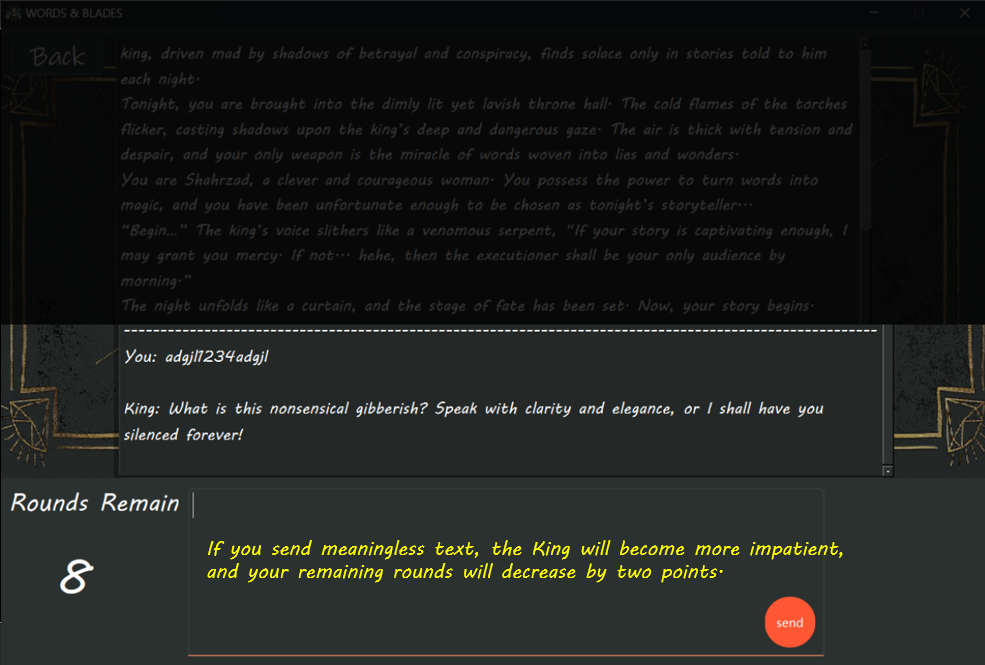 WORDS & BLADES
Back
king, driven mad by shadows of betrayal and conspiracy, finds solace only in stories told to him
each night.
Tonight, you are brought into the dimly lit yet lavish throne hall. The cold flames of the torches
flicker, casting shadows upon the king's deep and dangerous gaze. The air is thick with tension and
despair, and your only weapon is the miracle of words woven into lies and wonders.
You are Shahrzad, a clever and courageous woman. You possess the power to turn words into
magic, and you have been unfortunate enough to be chosen as tonight's storyteller...
“Begin...” The king's voice slithers like a venomous serpent, “If your story is captivating enough, I
may grant you mercy. If not... hehe, then the executioner shall be your only audience by
morning.”
The night unfolds like a curtain, and the stage of fate has been set. Now, your story begins.
--------------------------------------------------------------------------------------------------------
You: adgjl1234adgjl
King: What is this nonsensical gibberish? Speak with clarity and elegance, or I shall have you
silenced forever!
Rounds Remain
8
If you send meaningless text, the King will become more impatient,
and your remaining rounds will decrease by two points.
send